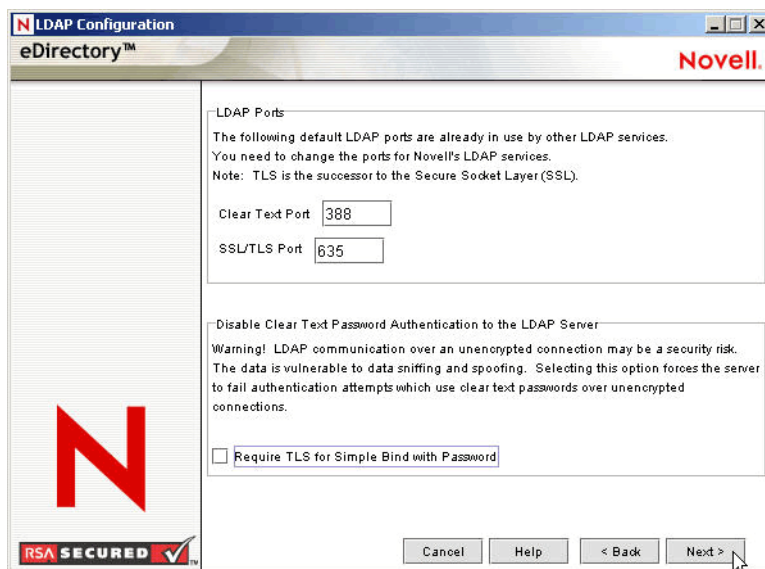 N LDAP Configuration
eDirectory™
Novell.
LDAP Ports
The following default LDAP ports are already in use by other LDAP services.
You need to change the ports for Novell's LDAP services.
Note: TLS is the successor to the Secure Socket Layer (SSL).
Clear Text Port 388
SSL/TLS Port 635
Disable Clear Text Password Authentication to the LDAP Server
Warning! LDAP communication over an unencrypted connection may be a security risk.
The data is vulnerable to data sniffing and spoofing. Selecting this option forces the server
to fail authentication attempts which use clear text passwords over unencrypted
connections.
Require TLS for Simple Bind with Password
N
RSA SECURED ™
Cancel Help < Back Next >